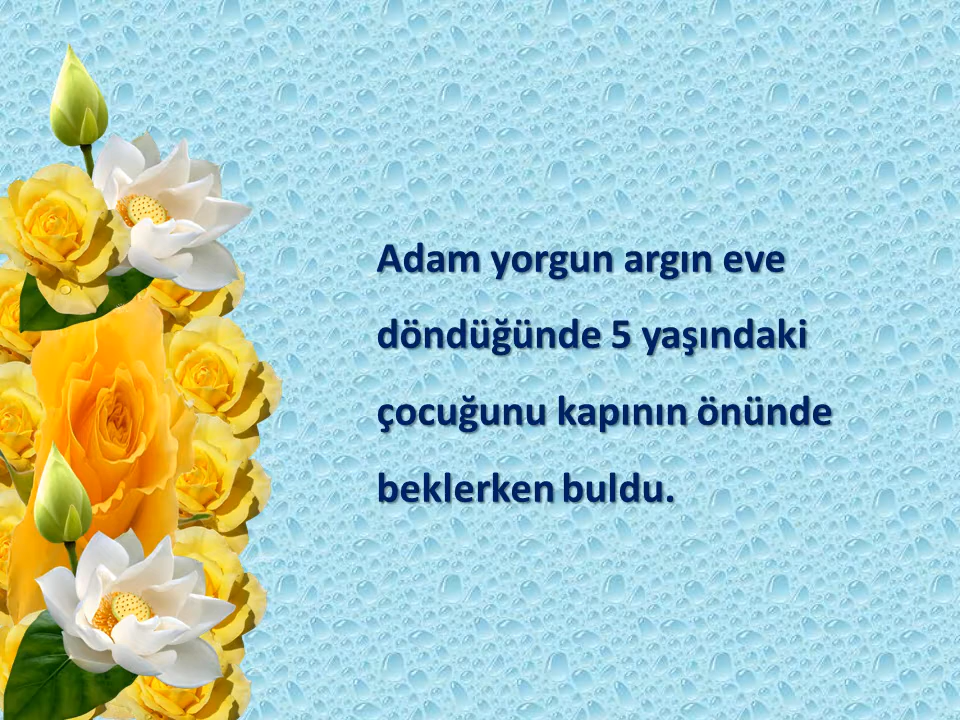 Adam yorgun argın eve
döndüğünde 5 yaşındaki
çocuğunu kapının önünde
beklerken buldu.